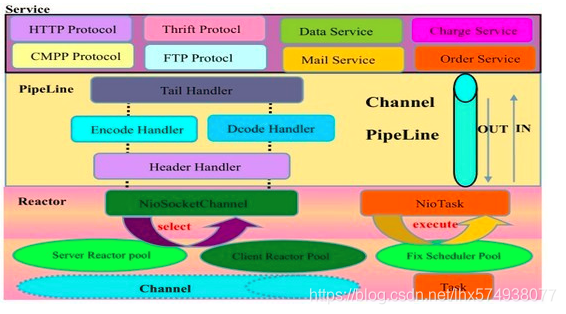 Service
HTTP Protocol
Thrift Protocl
Data Service
Charge Service
CMPP Protocol
FTP Protocl
Mail Service
Order Service
PipeLine
Tail Handler
Encode Handler
Dcode Handler
Header Handler
Channel
PipeLine
OUT
IN
Reactor
NioSocketChannel
select
NioTask
execute
Server Reactor pool
Client Reactor Pool
Fix Scheduler Pool
Channel
Task
https://blog.csdn.net/lhx574938077